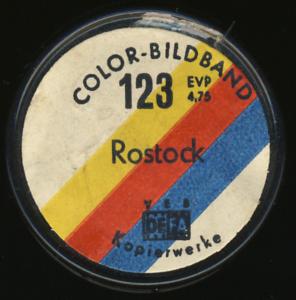 COLOR-BILDBAND
123 EVP
4,75
Rostock
VEB
DEFA
Kopierwerke